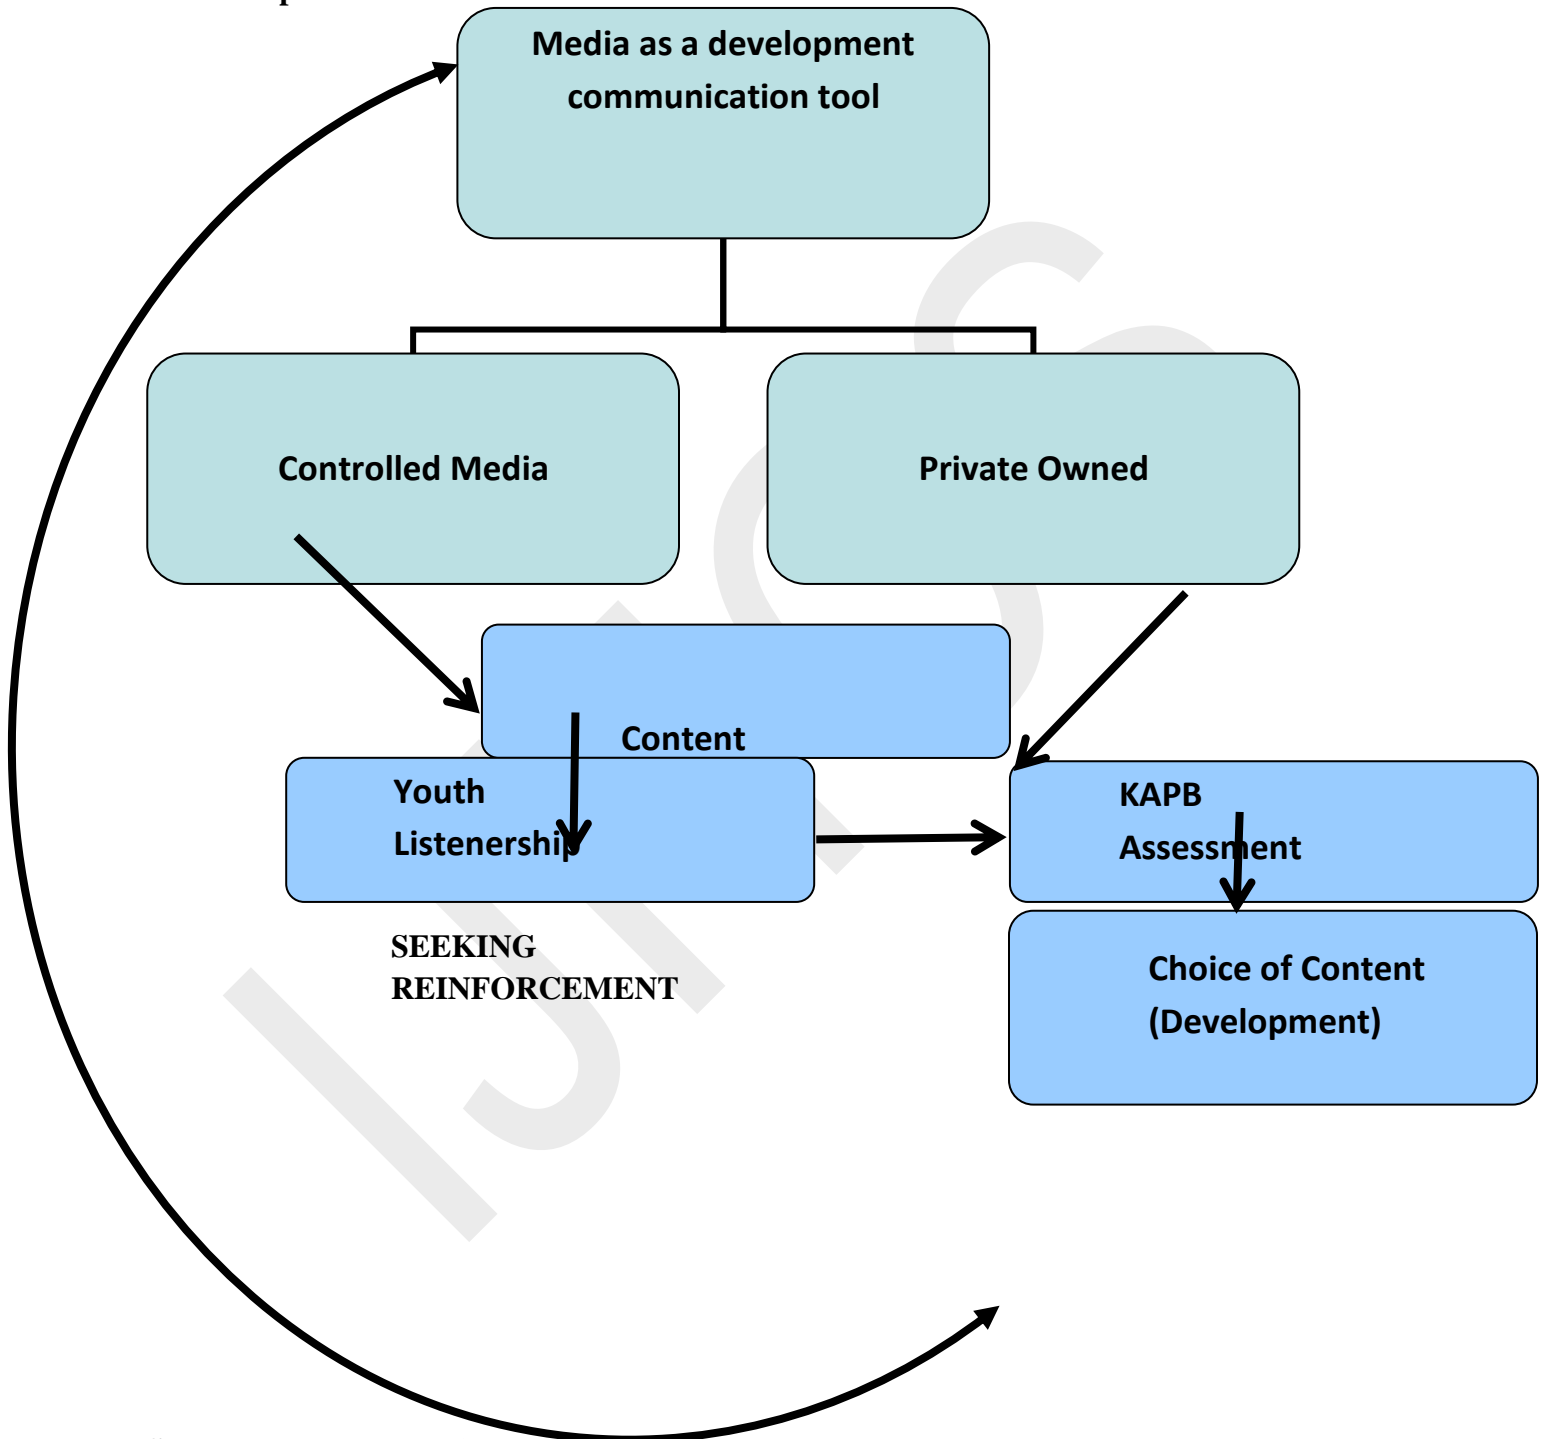 Media as a development
communication tool
Controlled Media
Private Owned
Content
Youth
Listenership
KAPB
Assessment
SEEKING
REINFORCEMENT
Choice of Content
(Development)